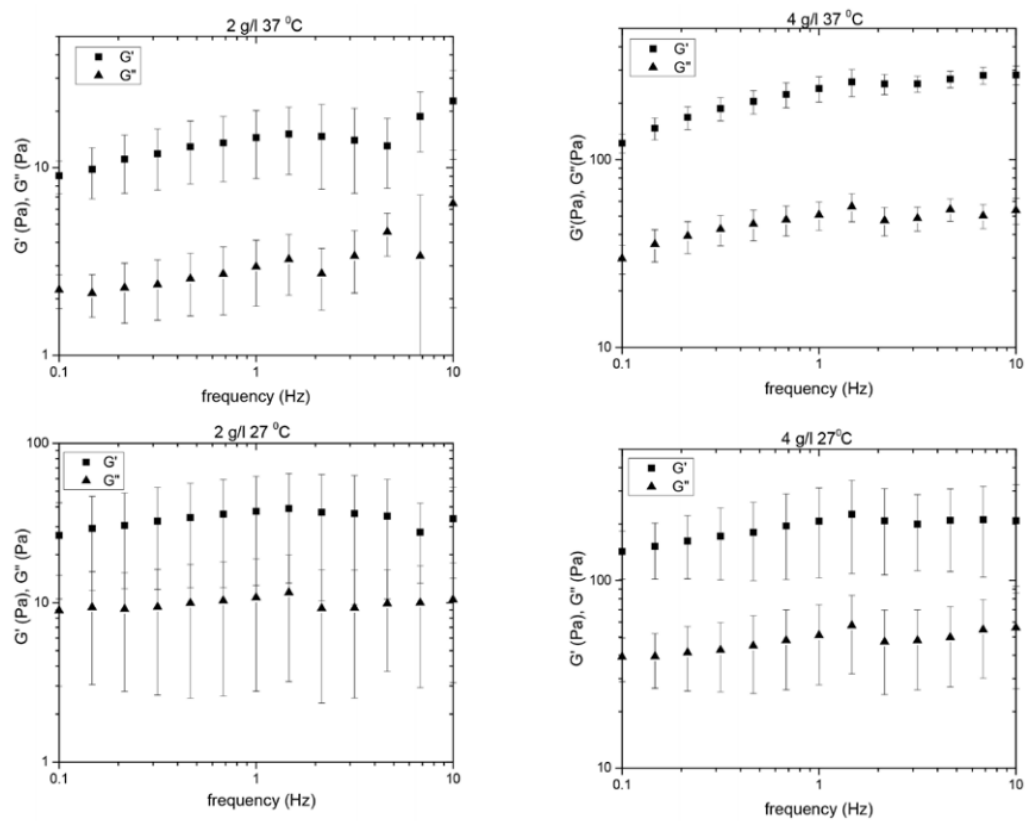 2 g/l 37 ⁰C
G'
G"
G' (Pa), G" (Pa)
10
1
0.1
1
10
frequency (Hz)
4 g/l 37 ⁰C
G'
G"
G'(Pa), G"(Pa)
100
10
0.1
1
10
frequency (Hz)
2 g/l 27 ⁰C
G'
G"
G' (Pa), G" (Pa)
100
10
1
0.1
1
10
frequency (Hz)
4 g/l 27⁰C
G'
G"
G' (Pa), G" (Pa)
100
10
0.1
1
10
frequency (Hz)